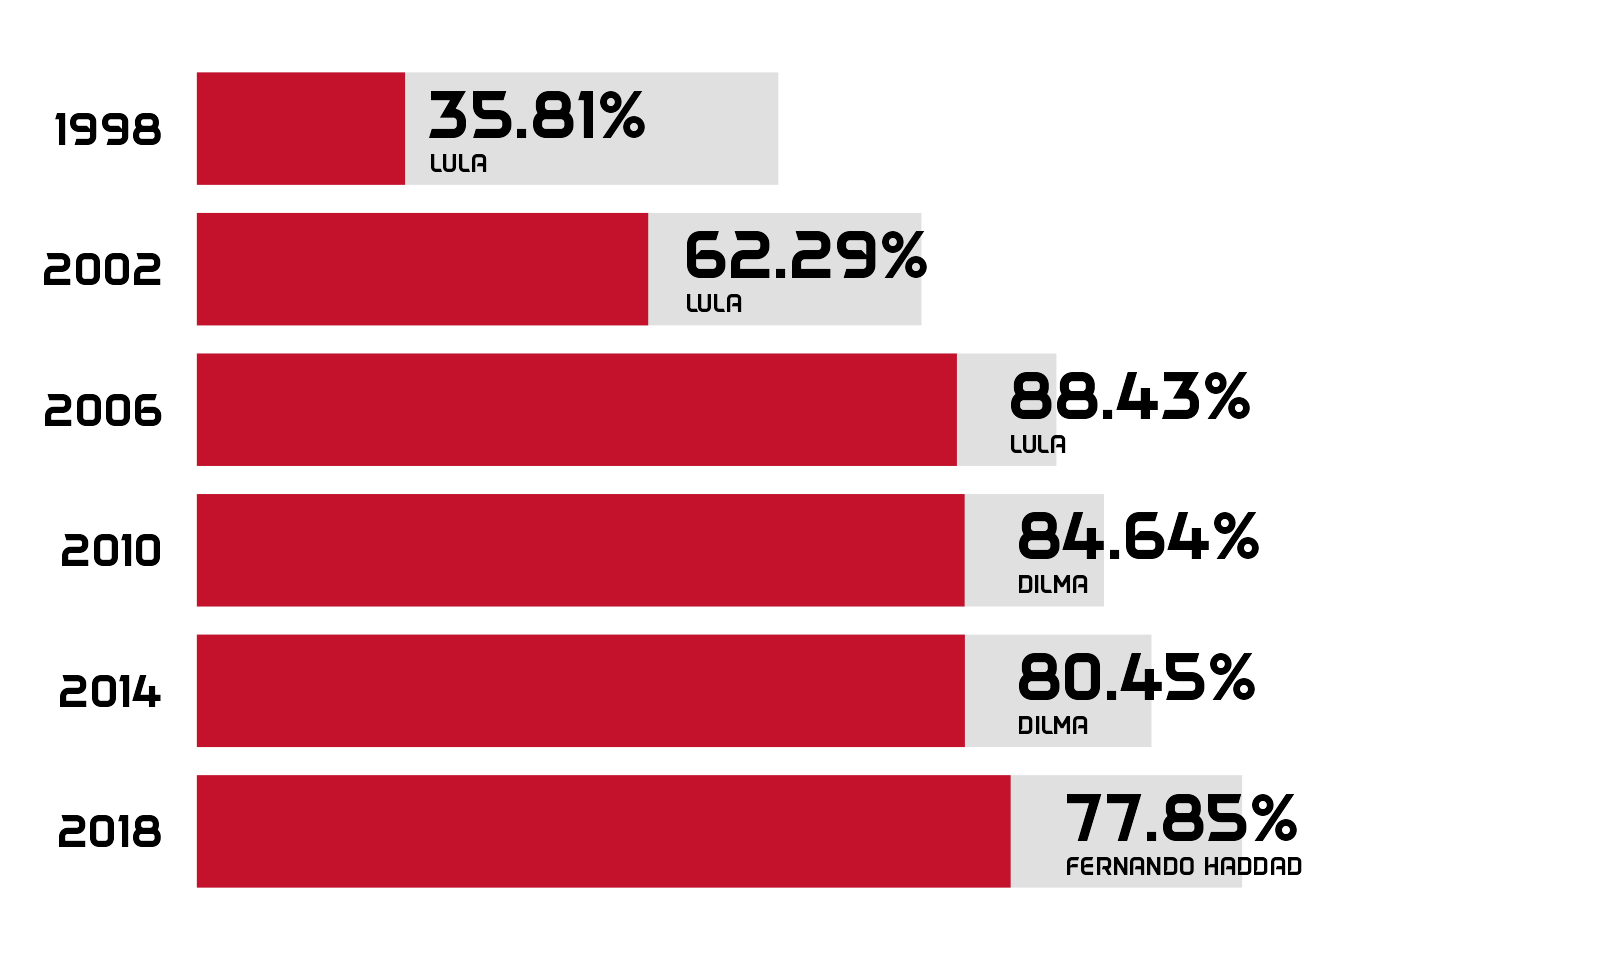 1998
35.81%
LULA
2002
62.29%
LULA
2006
88.43%
LULA
2010
84.64%
DILMA
2014
80.45%
DILMA
2018
77.85%
FERNANDO HADDAD